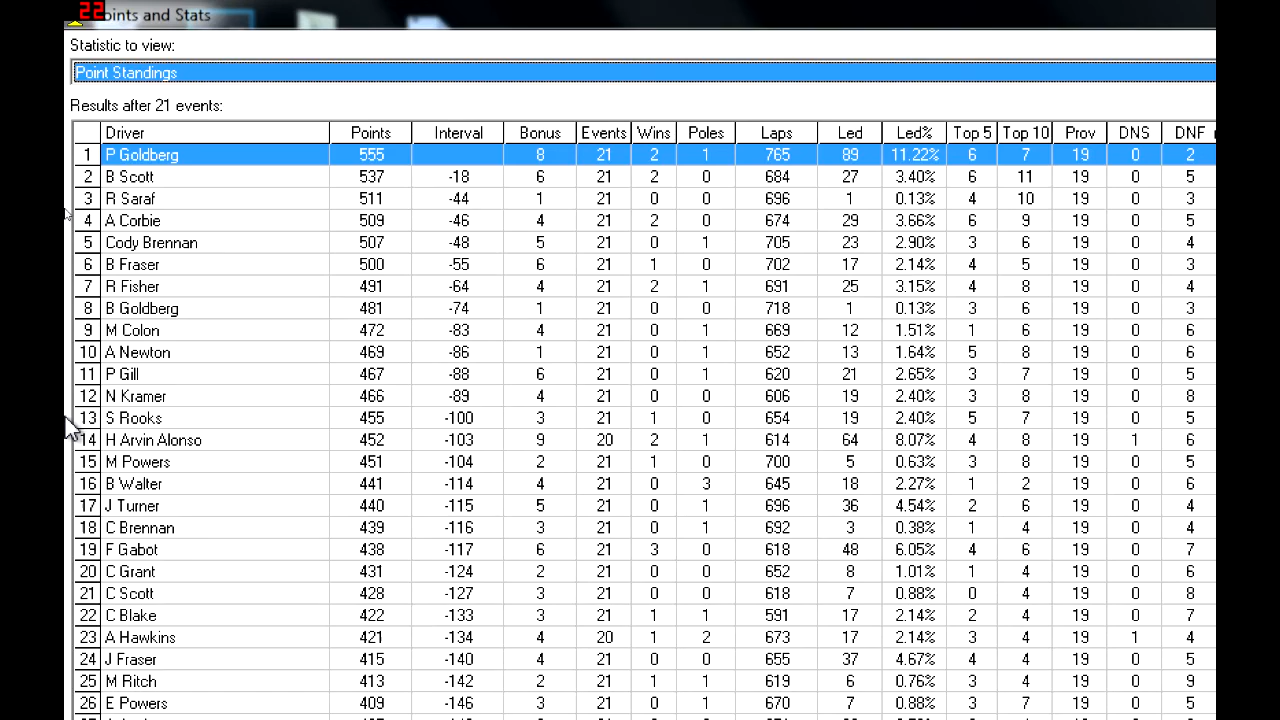 22
oints and Stats
Statistic to view:
Point Standings
Results after 21 events:
Driver Points Interval Bonus Events Wins Poles Laps Led Led% Top 5 Top 10 Prov DNS DNF
1 P Goldberg 555 8 21 2 1 765 89 11.22% 6 7 19 0 2
2 B Scott 537 -18 6 21 2 0 684 27 3.40% 6 11 19 0 5
3 R Saraf 511 -44 1 21 0 0 696 1 0.13% 4 10 19 0 3
4 A Corbie 509 -46 4 21 2 0 674 29 3.66% 6 9 19 0 5
5 Cody Brennan 507 -48 5 21 0 1 705 23 2.90% 3 6 19 0 4
6 B Fraser 500 -55 6 21 1 0 702 17 2.14% 4 5 19 0 3
7 R Fisher 491 -64 4 21 2 0 691 25 3.15% 4 8 19 0 4
8 B Goldberg 481 -74 1 21 0 0 718 1 0.13% 3 6 19 0 3
9 M Colon 472 -83 4 21 0 1 669 12 1.51% 1 6 19 0 6
10 A Newton 469 -86 1 21 0 1 652 13 1.64% 5 8 19 0 6
11 P Gill 467 -88 6 21 0 1 620 21 2.65% 3 7 19 0 5
12 N Kramer 466 -89 4 21 0 0 606 19 2.40% 3 8 19 0 8
13 S Rooks 455 -100 3 21 1 0 654 19 2.40% 5 7 19 0 5
14 H Arvin Alonso 452 -103 9 20 2 1 614 64 8.07% 4 8 19 1 6
15 M Powers 451 -104 2 21 1 0 700 5 0.63% 3 8 19 0 5
16 B Walter 441 -114 4 21 0 3 645 18 2.27% 1 2 19 0 6
17 J Turner 440 -115 5 21 0 1 696 36 4.54% 2 6 19 0 4
18 C Brennan 439 -116 3 21 0 1 692 3 0.38% 1 4 19 0 4
19 F Gabot 438 -117 6 21 3 0 618 48 6.05% 4 6 19 0 7
20 C Grant 431 -124 2 21 0 0 652 8 1.01% 1 4 19 0 6
21 C Scott 428 -127 3 21 0 0 618 7 0.88% 0 4 19 0 8
22 C Blake 422 -133 3 21 1 1 591 17 2.14% 2 4 19 0 7
23 A Hawkins 421 -134 4 20 1 2 673 17 2.14% 3 4 19 1 4
24 J Fraser 415 -140 4 21 0 0 655 37 4.67% 4 4 19 0 5
25 M Ritch 413 -142 2 21 1 1 619 6 0.76% 3 4 19 0 9
26 E Powers 409 -146 3 21 0 0 670 7 0.88% 0 4 19 0 5